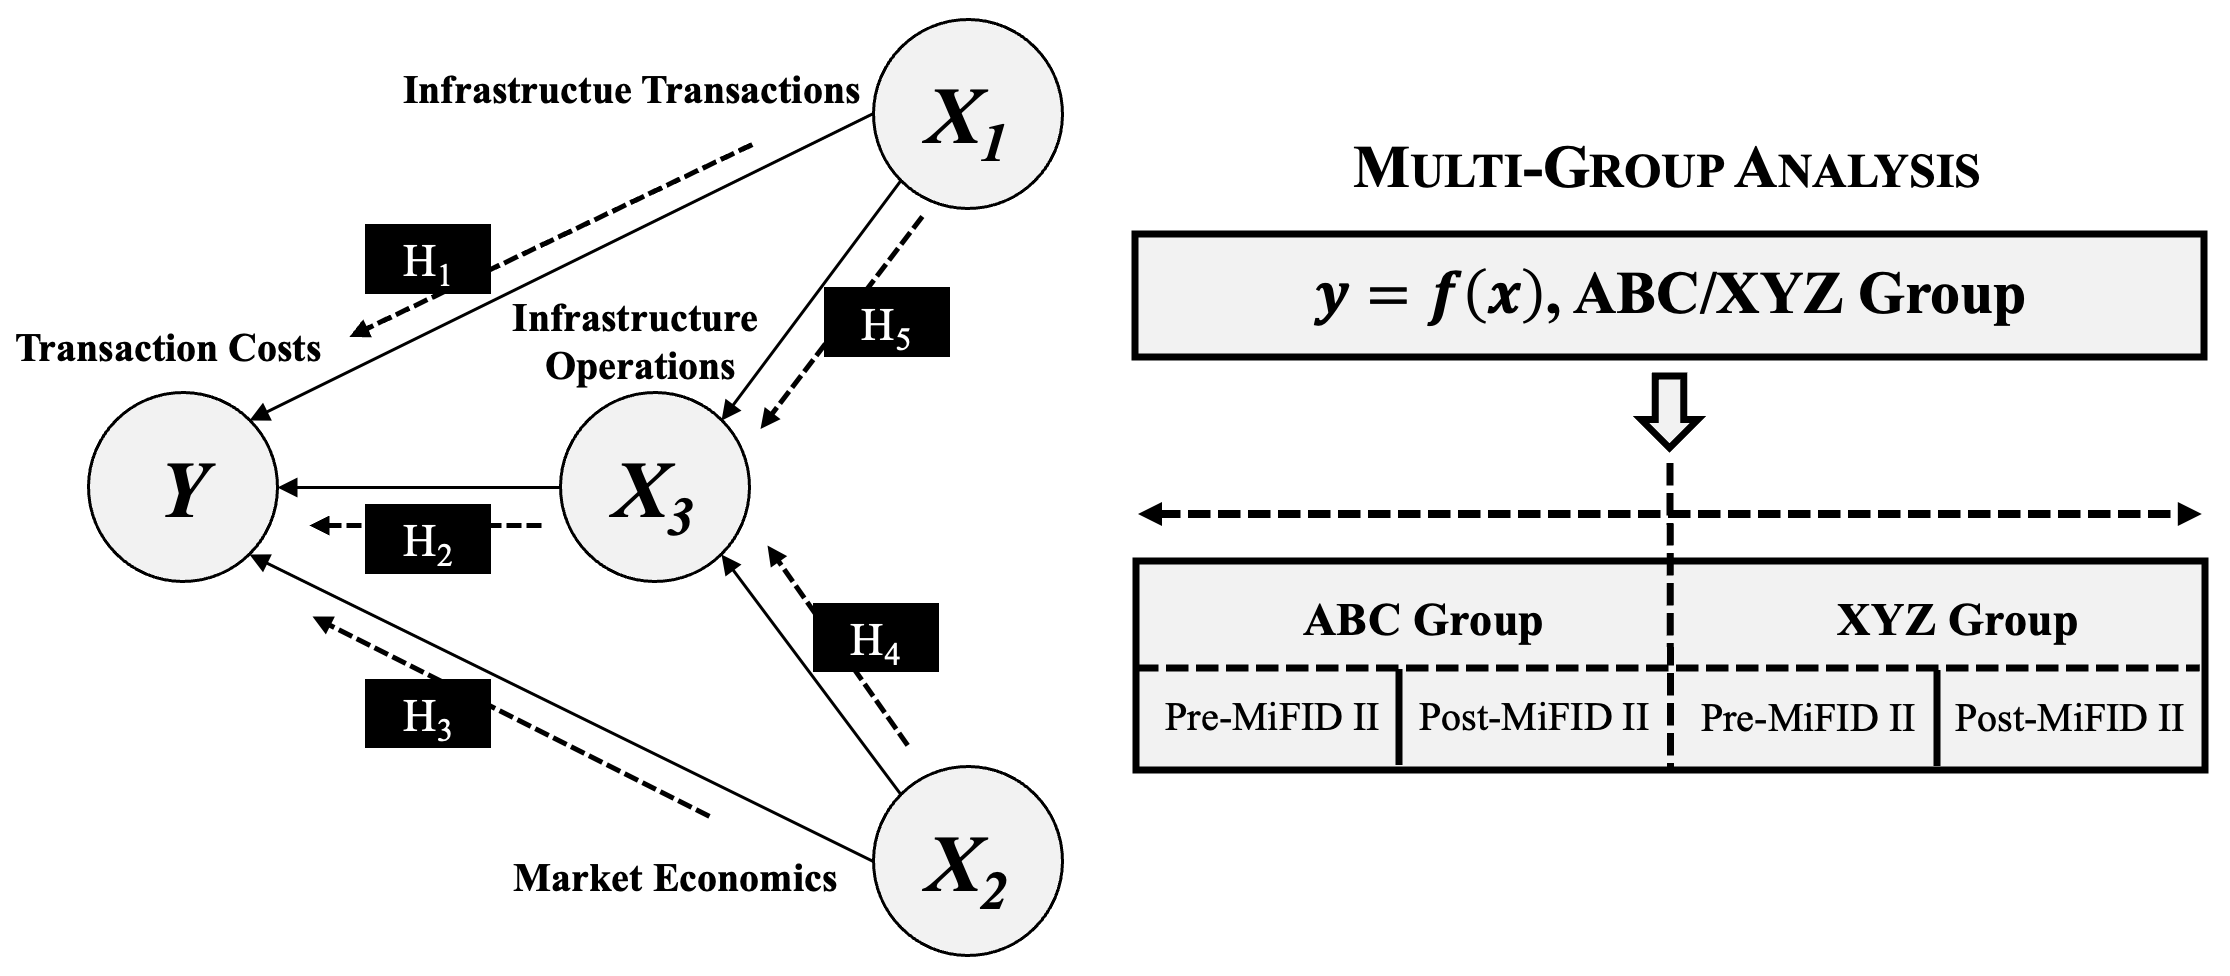 Infrastructue Transactions
X1
H1
Infrastructure
Operations
H5
Transaction Costs
Y
X3
H2
H4
H3
Market Economics
X2
MULTI-GROUP ANALYSIS
y = f(x), ABC/XYZ Group
ABC Group XYZ Group
Pre-MiFID II Post-MiFID II Pre-MiFID II Post-MiFID II